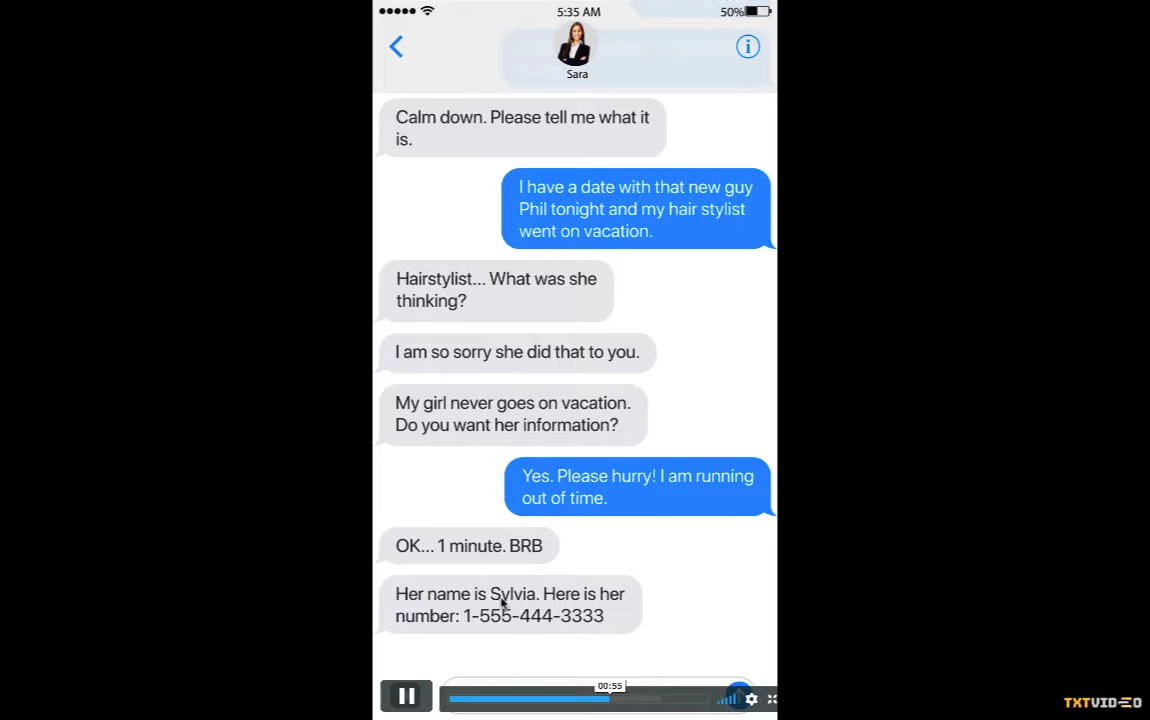 5:35 AM
50%
Sara
Calm down. Please tell me what it
is.
I have a date with that new guy
Phil tonight and my hair stylist
went on vacation.
Hairstylist... What was she
thinking?
I am so sorry she did that to you.
My girl never goes on vacation.
Do you want her information?
Yes. Please hurry! I am running
out of time.
OK... 1 minute. BRB
Her name is Sylvia. Here is her
number: 1-555-444-3333
00:55
TXTVIDEO